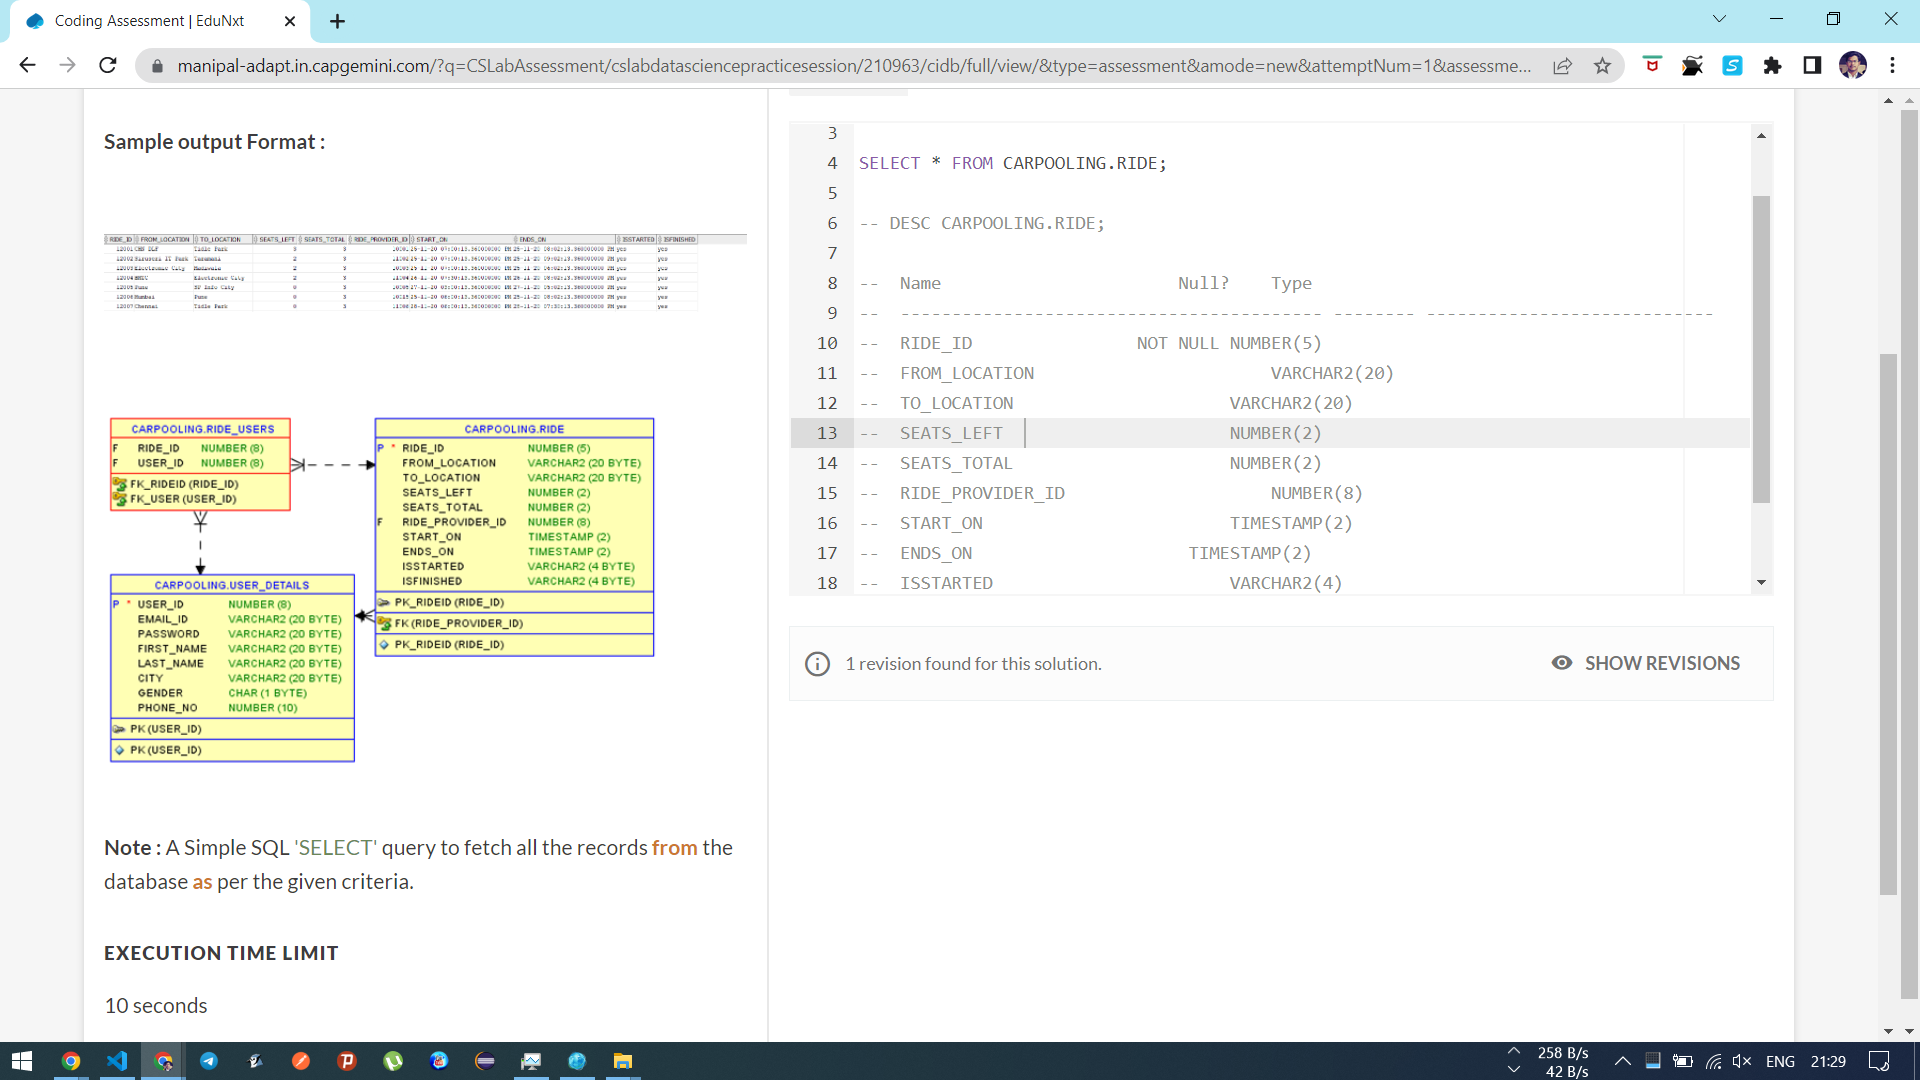 Coding Assessment | EduNxt
manipal-adapt.in.capgemini.com/?q=CSLabAssessment/cslabdatasciencepracticesession/210963/cidb/full/view/&type=assessment&amode=new&attemptNum=1&assessme...
Sample output Format :
RIDE_ID FROM_LOCATION TO_LOCATION SEATS_LEFT SEATS_TOTAL RIDE_PROVIDER_ID START_ON ENDS_ON ISSTARTED ISFINISHED
CARPOOLING.RIDE_USERS
F RIDE_ID NUMBER (8)
F USER_ID NUMBER (8)
FK_RIDEID (RIDE_ID)
FK_USER (USER_ID)
CARPOOLING.RIDE
P * RIDE_ID NUMBER (5)
FROM_LOCATION VARCHAR2 (20 BYTE)
TO_LOCATION VARCHAR2 (20 BYTE)
SEATS_LEFT NUMBER (2)
SEATS_TOTAL NUMBER (2)
F RIDE_PROVIDER_ID NUMBER (8)
START_ON TIMESTAMP (2)
ENDS_ON TIMESTAMP (2)
ISSTARTED VARCHAR2 (4 BYTE)
ISFINISHED VARCHAR2 (4 BYTE)
PK_RIDEID (RIDE_ID)
FK (RIDE_PROVIDER_ID)
PK_RIDEID (RIDE_ID)
CARPOOLING.USER_DETAILS
P * USER_ID NUMBER (8)
EMAIL_ID VARCHAR2 (20 BYTE)
PASSWORD VARCHAR2 (20 BYTE)
FIRST_NAME VARCHAR2 (20 BYTE)
LAST_NAME VARCHAR2 (20 BYTE)
CITY VARCHAR2 (20 BYTE)
GENDER CHAR (1 BYTE)
PHONE_NO NUMBER (10)
PK (USER_ID)
PK (USER_ID)
Note : A Simple SQL 'SELECT' query to fetch all the records from the
database as per the given criteria.
EXECUTION TIME LIMIT
10 seconds
3
4 SELECT * FROM CARPOOLING.RIDE;
5
6 -- DESC CARPOOLING.RIDE;
7
8 -- Name Null? Type
9 -- ----------------------------------------- -------- ----------------------------
10 -- RIDE_ID NOT NULL NUMBER(5)
11 -- FROM_LOCATION VARCHAR2(20)
12 -- TO_LOCATION VARCHAR2(20)
13 -- SEATS_LEFT NUMBER(2)
14 -- SEATS_TOTAL NUMBER(2)
15 -- RIDE_PROVIDER_ID NUMBER(8)
16 -- START_ON TIMESTAMP(2)
17 -- ENDS_ON TIMESTAMP(2)
18 -- ISSTARTED VARCHAR2(4)
1 revision found for this solution.
SHOW REVISIONS
258 B/s
42 B/s
ENG
21:29